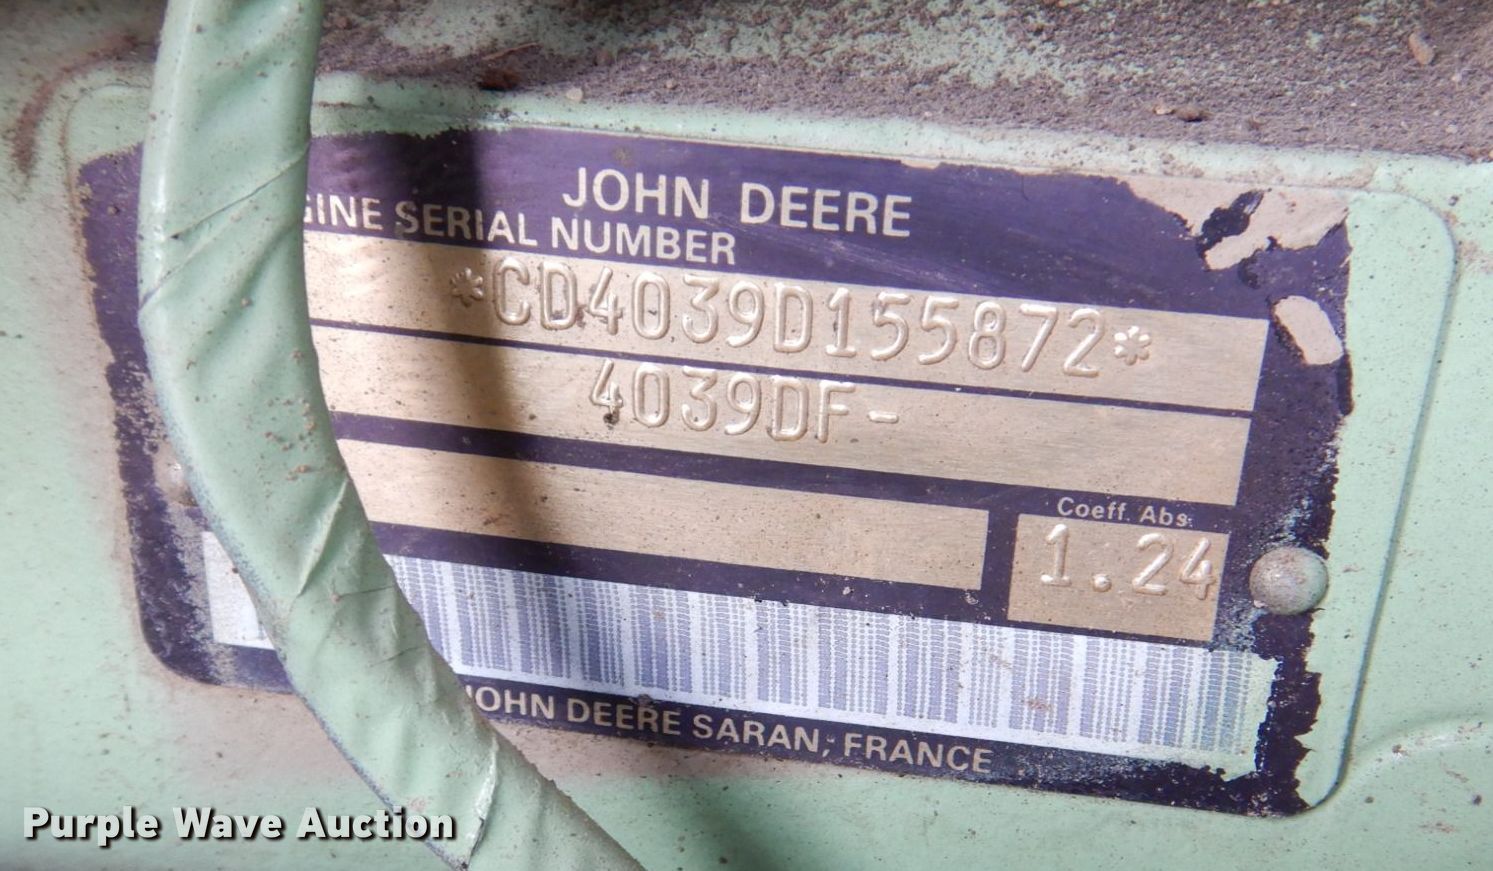 JOHN DEERE
GINE SERIAL NUMBER
*CD4039D155872*
4039DF-
Coeff. Abs.
1.24
JOHN DEERE SARAN, FRANCE
Purple Wave Auction